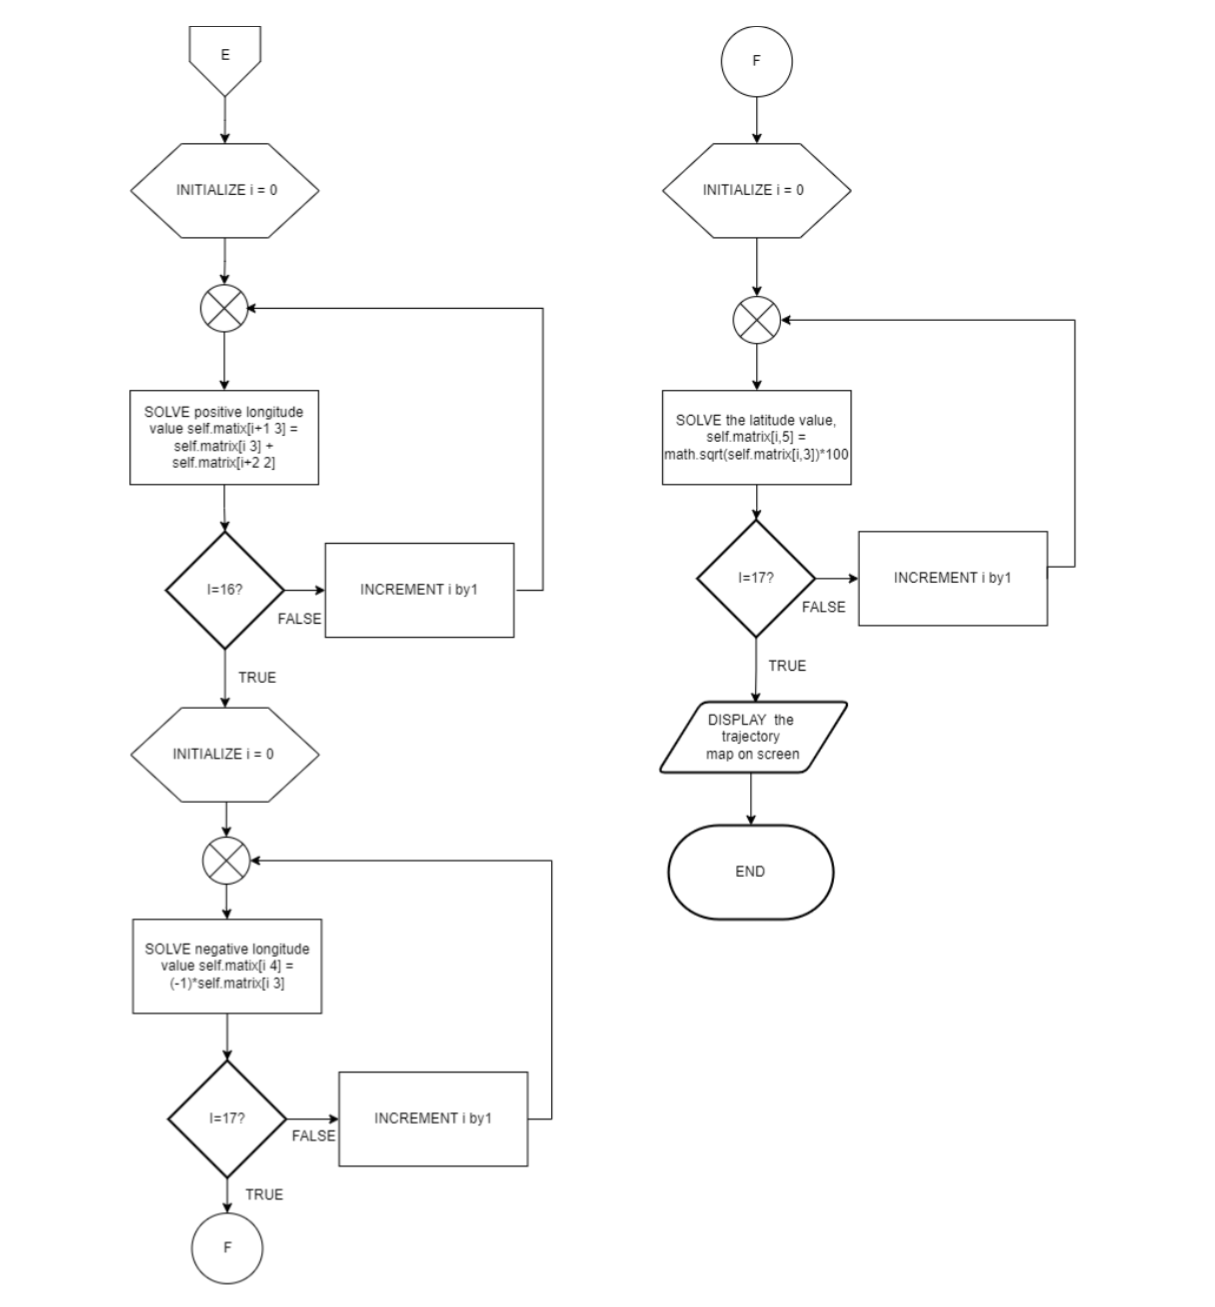 E
INITIALIZE i = 0
SOLVE positive longitude
value self.matix[i+1 3] =
self.matrix[i 3] +
self.matrix[i+2 2]
I=16?
FALSE
INCREMENT i by1
TRUE
INITIALIZE i = 0
SOLVE negative longitude
value self.matix[i 4] =
(-1)*self.matrix[i 3]
I=17?
FALSE
INCREMENT i by1
TRUE
F
F
INITIALIZE i = 0
SOLVE the latitude value,
self.matrix[i,5] =
math.sqrt(self.matrix[i,3])*100
I=17?
FALSE
INCREMENT i by1
TRUE
DISPLAY the
trajectory
map on screen
END